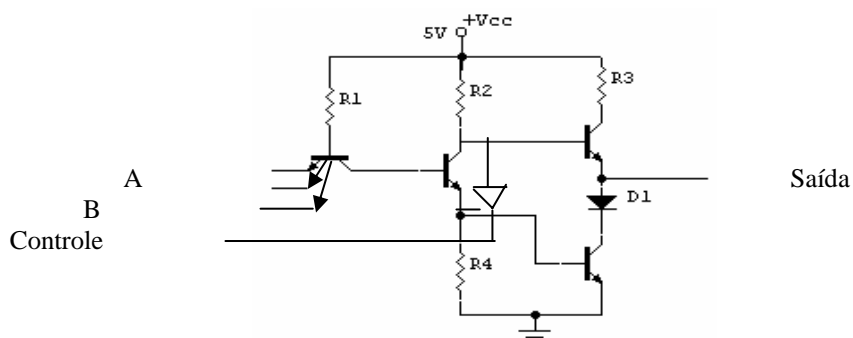 +Vcc
5V
R1
R2
R3
A
Saída
B
D1
Controle
R4